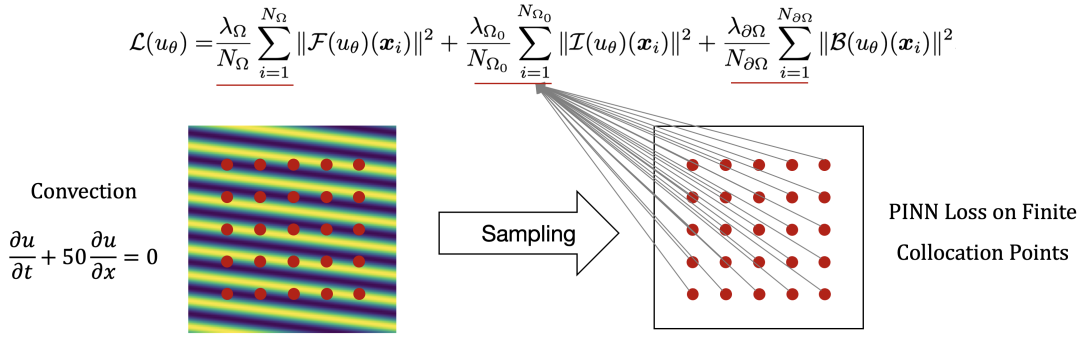 $\mathcal{L}(u_\theta) = \frac{\lambda_\Omega}{N_\Omega} \sum_{i=1}^{N_\Omega} \|\mathcal{F}(u_\theta)(\boldsymbol{x}_i)\|^2 + \frac{\lambda_{\Omega_0}}{N_{\Omega_0}} \sum_{i=1}^{N_{\Omega_0}} \|\mathcal{I}(u_\theta)(\boldsymbol{x}_i)\|^2 + \frac{\lambda_{\partial\Omega}}{N_{\partial\Omega}} \sum_{i=1}^{N_{\partial\Omega}} \|\mathcal{B}(u_\theta)(\boldsymbol{x}_i)\|^2$
Convection
$\frac{\partial u}{\partial t} + 50 \frac{\partial u}{\partial x} = 0$
Sampling
PINN Loss on Finite
Collocation Points